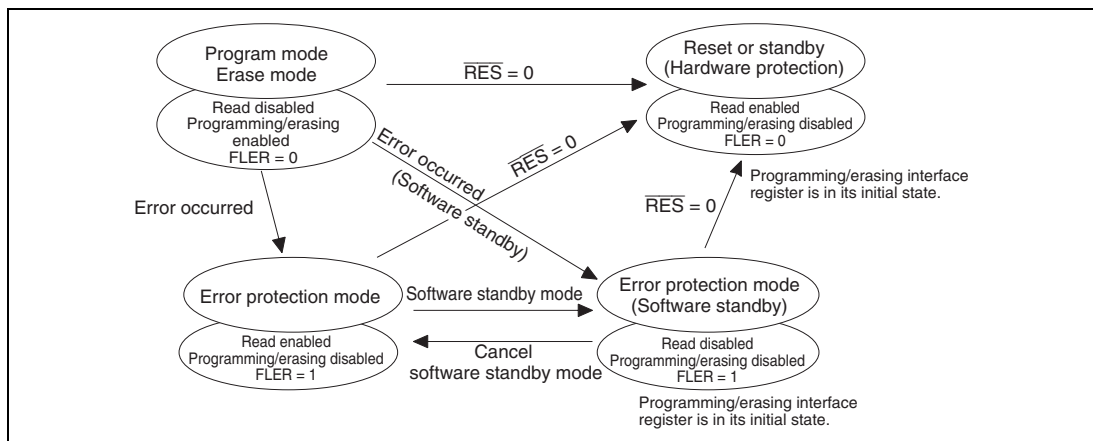 Program mode
Erase mode
Read disabled
Programming/erasing
enabled
FLER = 0
RES = 0
Reset or standby
(Hardware protection)
Read enabled
Programming/erasing disabled
FLER = 0
Programming/erasing interface
register is in its initial state.
Error occurred
Error occurred
(Software standby)
RES = 0
RES = 0
Error protection mode
Read enabled
Programming/erasing disabled
FLER = 1
Software standby mode
Cancel
software standby mode
Error protection mode
(Software standby)
Read disabled
Programming/erasing disabled
FLER = 1
Programming/erasing interface
register is in its initial state.